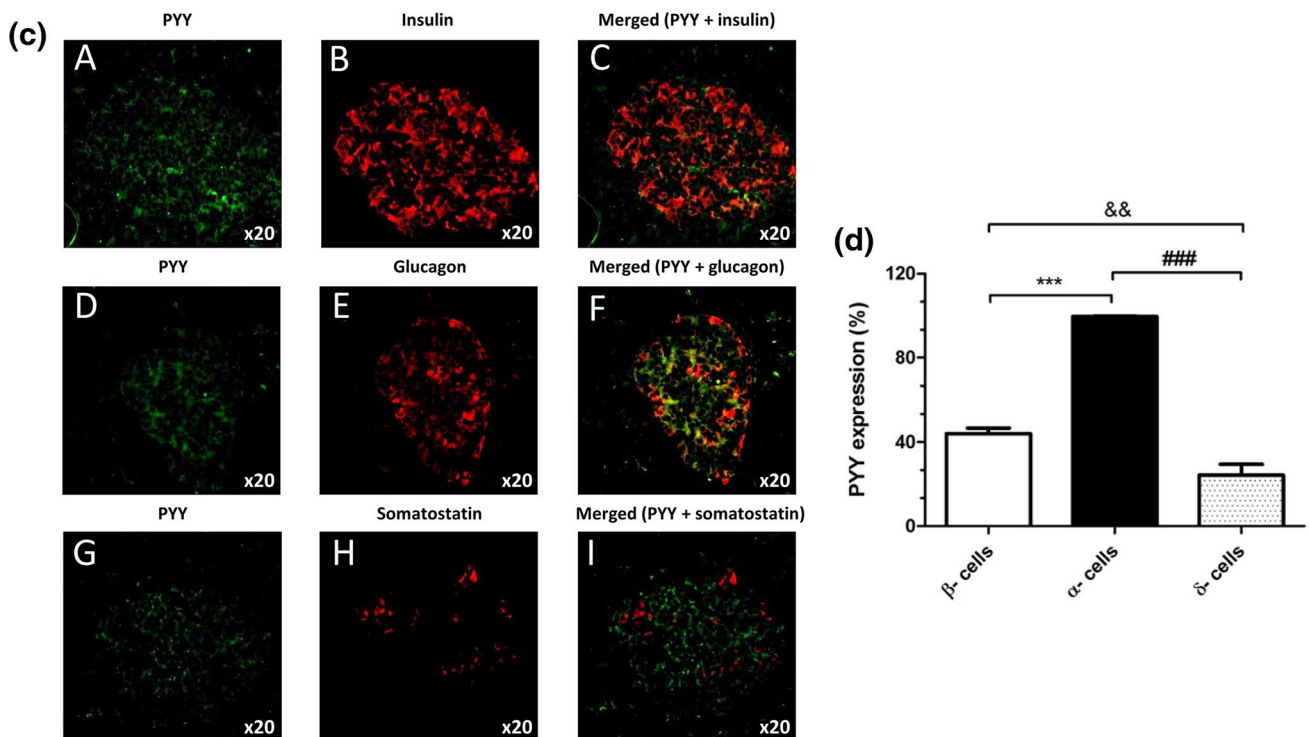 (c)
PYY Insulin Merged (PYY + insulin)
A B C
x20 x20 x20
PYY Glucagon Merged (PYY + glucagon)
D E F
x20 x20 x20
PYY Somatostatin Merged (PYY + somatostatin)
G H I
x20 x20 x20
(d)
&&
###
***
PYY expression (%)
120
80
40
0
β- cells
α- cells
δ- cells